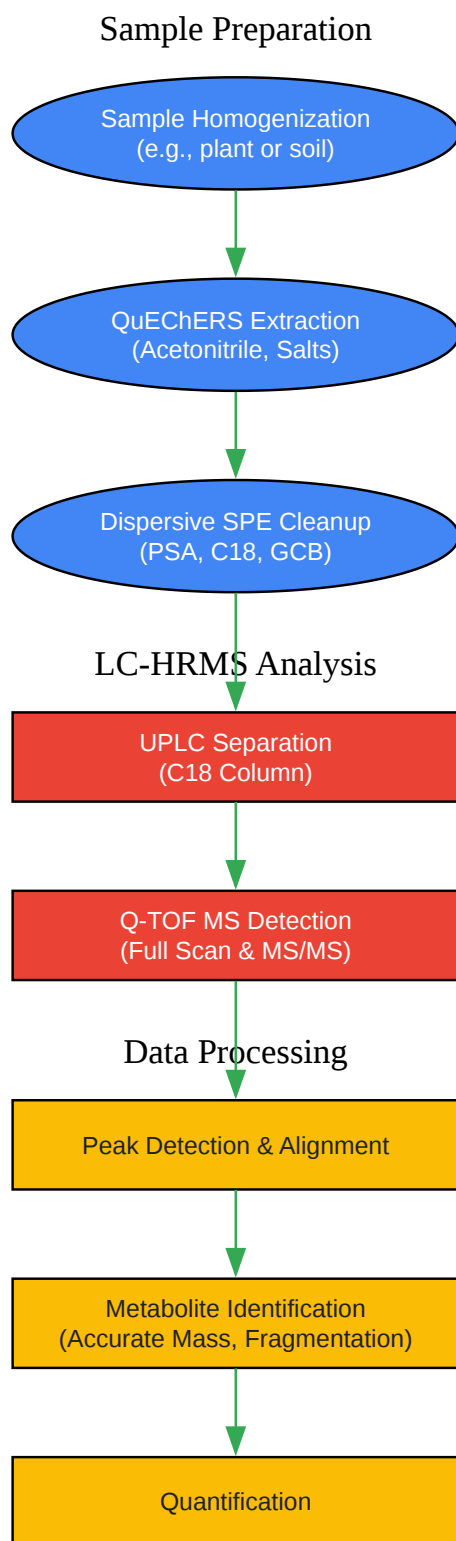 Sample Preparation
Sample Homogenization
(e.g., plant or soil)
QuEChERS Extraction
(Acetonitrile, Salts)
Dispersive SPE Cleanup
(PSA, C18, GCB)
LC-HRMS Analysis
UPLC Separation
(C18 Column)
Q-TOF MS Detection
(Full Scan & MS/MS)
Data Processing
Peak Detection & Alignment
Metabolite Identification
(Accurate Mass, Fragmentation)
Quantification